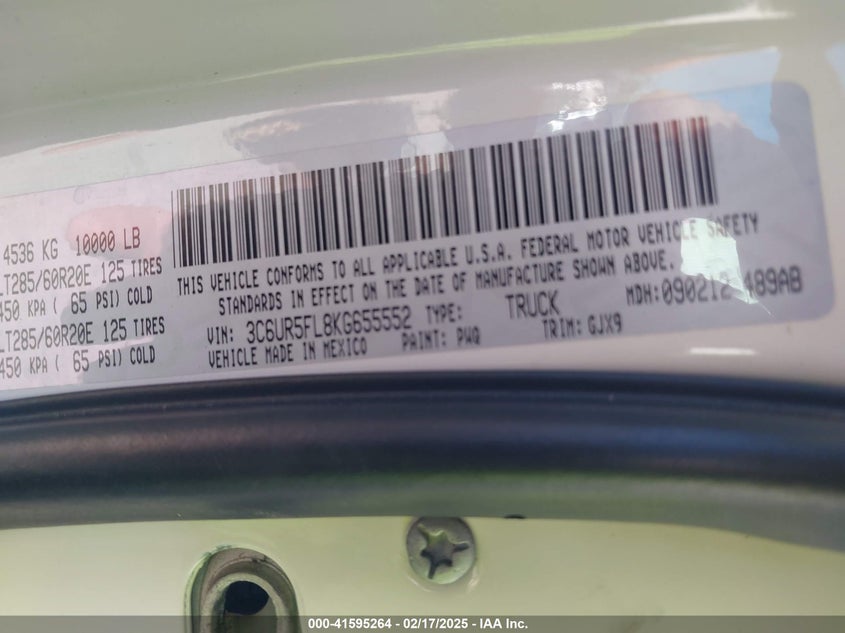 4536 KG 10000 LB
LT285/60R20E 125 TIRES
450 KPA ( 65 PSI) COLD
LT285/60R20E 125 TIRES
450 KPA ( 65 PSI) COLD
THIS VEHICLE CONFORMS TO ALL APPLICABLE U.S.A. FEDERAL MOTOR VEHICLE SAFETY
STANDARDS IN EFFECT ON THE DATE OF MANUFACTURE SHOWN ABOVE.
VIN: 3C6UR5FL8KG655552 TYPE: TRUCK MDH:090212 489AB
VEHICLE MADE IN MEXICO PAINT: PW0 TRIM: GJX9
000-41595264 - 02/17/2025 - IAA Inc.